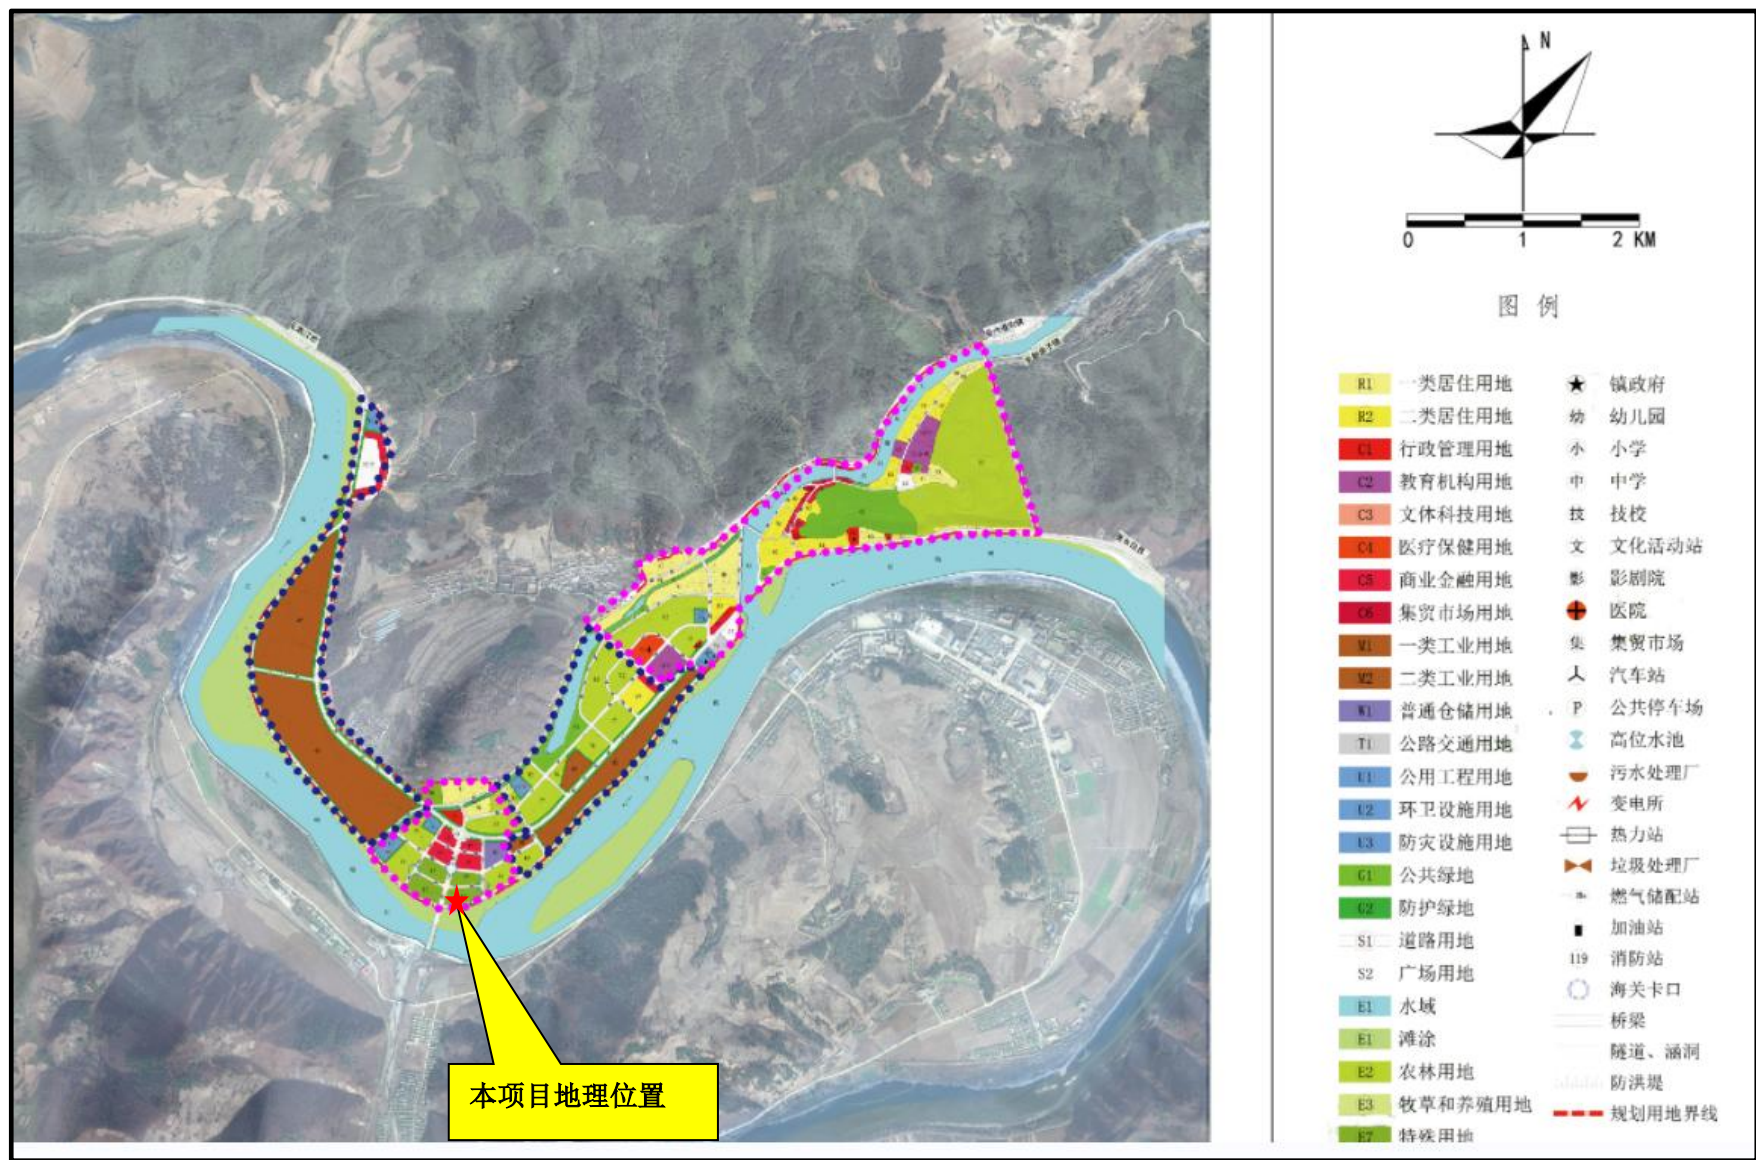 N
0 1 2 KM
图 例
R1 一类居住用地
R2 二类居住用地
C1 行政管理用地
C2 教育机构用地
C3 文体科技用地
C4 医疗保健用地
C5 商业金融用地
C6 集贸市场用地
M1 一类工业用地
M2 二类工业用地
W1 普通仓储用地
T1 公路交通用地
U1 公用工程用地
U2 环卫设施用地
U3 防灾设施用地
G1 公共绿地
G2 防护绿地
S1 道路用地
S2 广场用地
E1 水域
E1 滩涂
E2 农林用地
E3 牧草和养殖用地
E7 特殊用地
镇政府
幼 幼儿园
小 小学
中 中学
技 技校
文 文化活动站
影 影剧院
医院
集 集贸市场
汽车站
P 公共停车场
高位水池
污水处理厂
变电所
热力站
垃圾处理厂
燃气储配站
加油站
119 消防站
海关卡口
桥梁
隧道、涵洞
防洪堤
规划用地界线
本项目地理位置